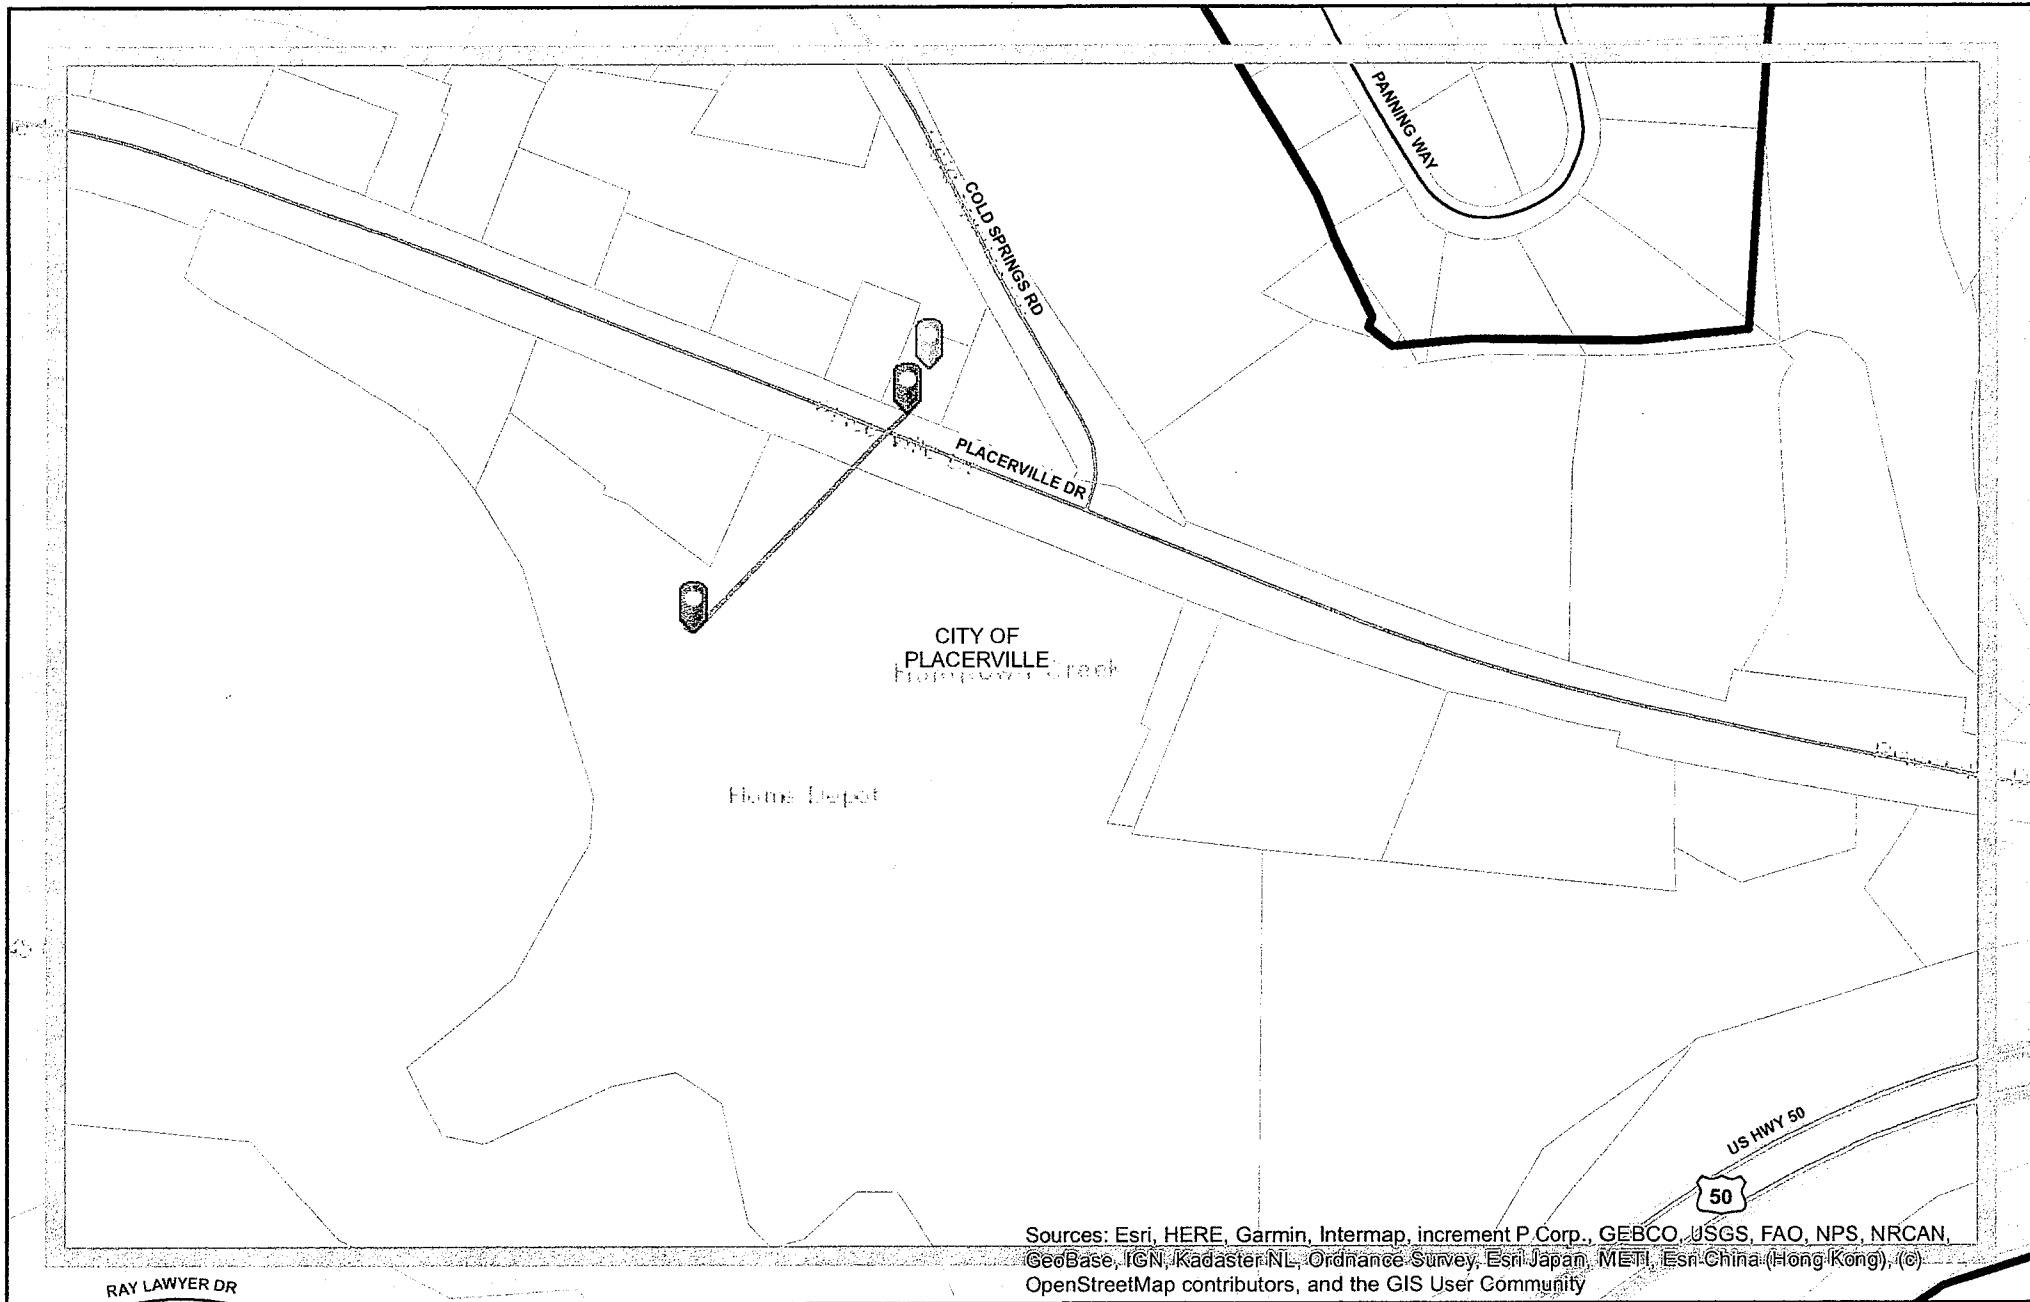 PANNING WAY
COLD SPRINGS RD
PLACERVILLE DR
CITY OF
PLACERVILLE
Creek
Home Depot
US HWY 50
50
Sources: Esri, HERE, Garmin, Intermap, increment P Corp., GEBCO, USGS, FAO, NPS, NRCAN,
GeoBase, IGN, Kadaster NL, Ordnance Survey, Esri Japan, METI, Esri China (Hong Kong), (c)
OpenStreetMap contributors, and the GIS User Community
RAY LAWYER DR